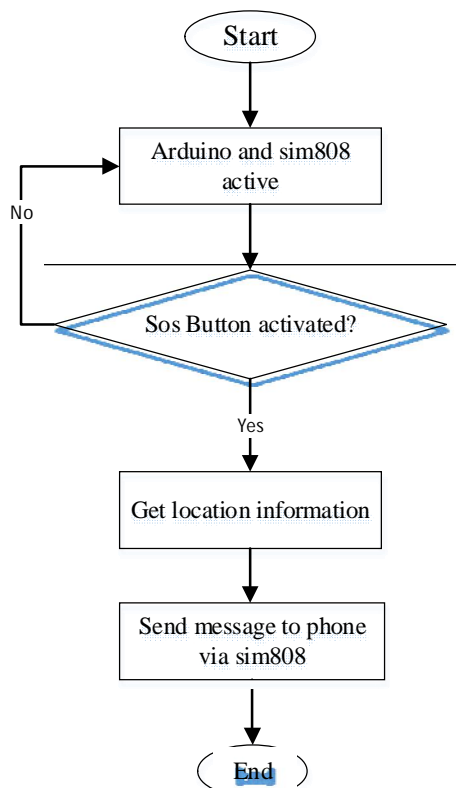 Start
Arduino and sim808
active
No
Sos Button activated?
Yes
Get location information
Send message to phone
via sim808
End